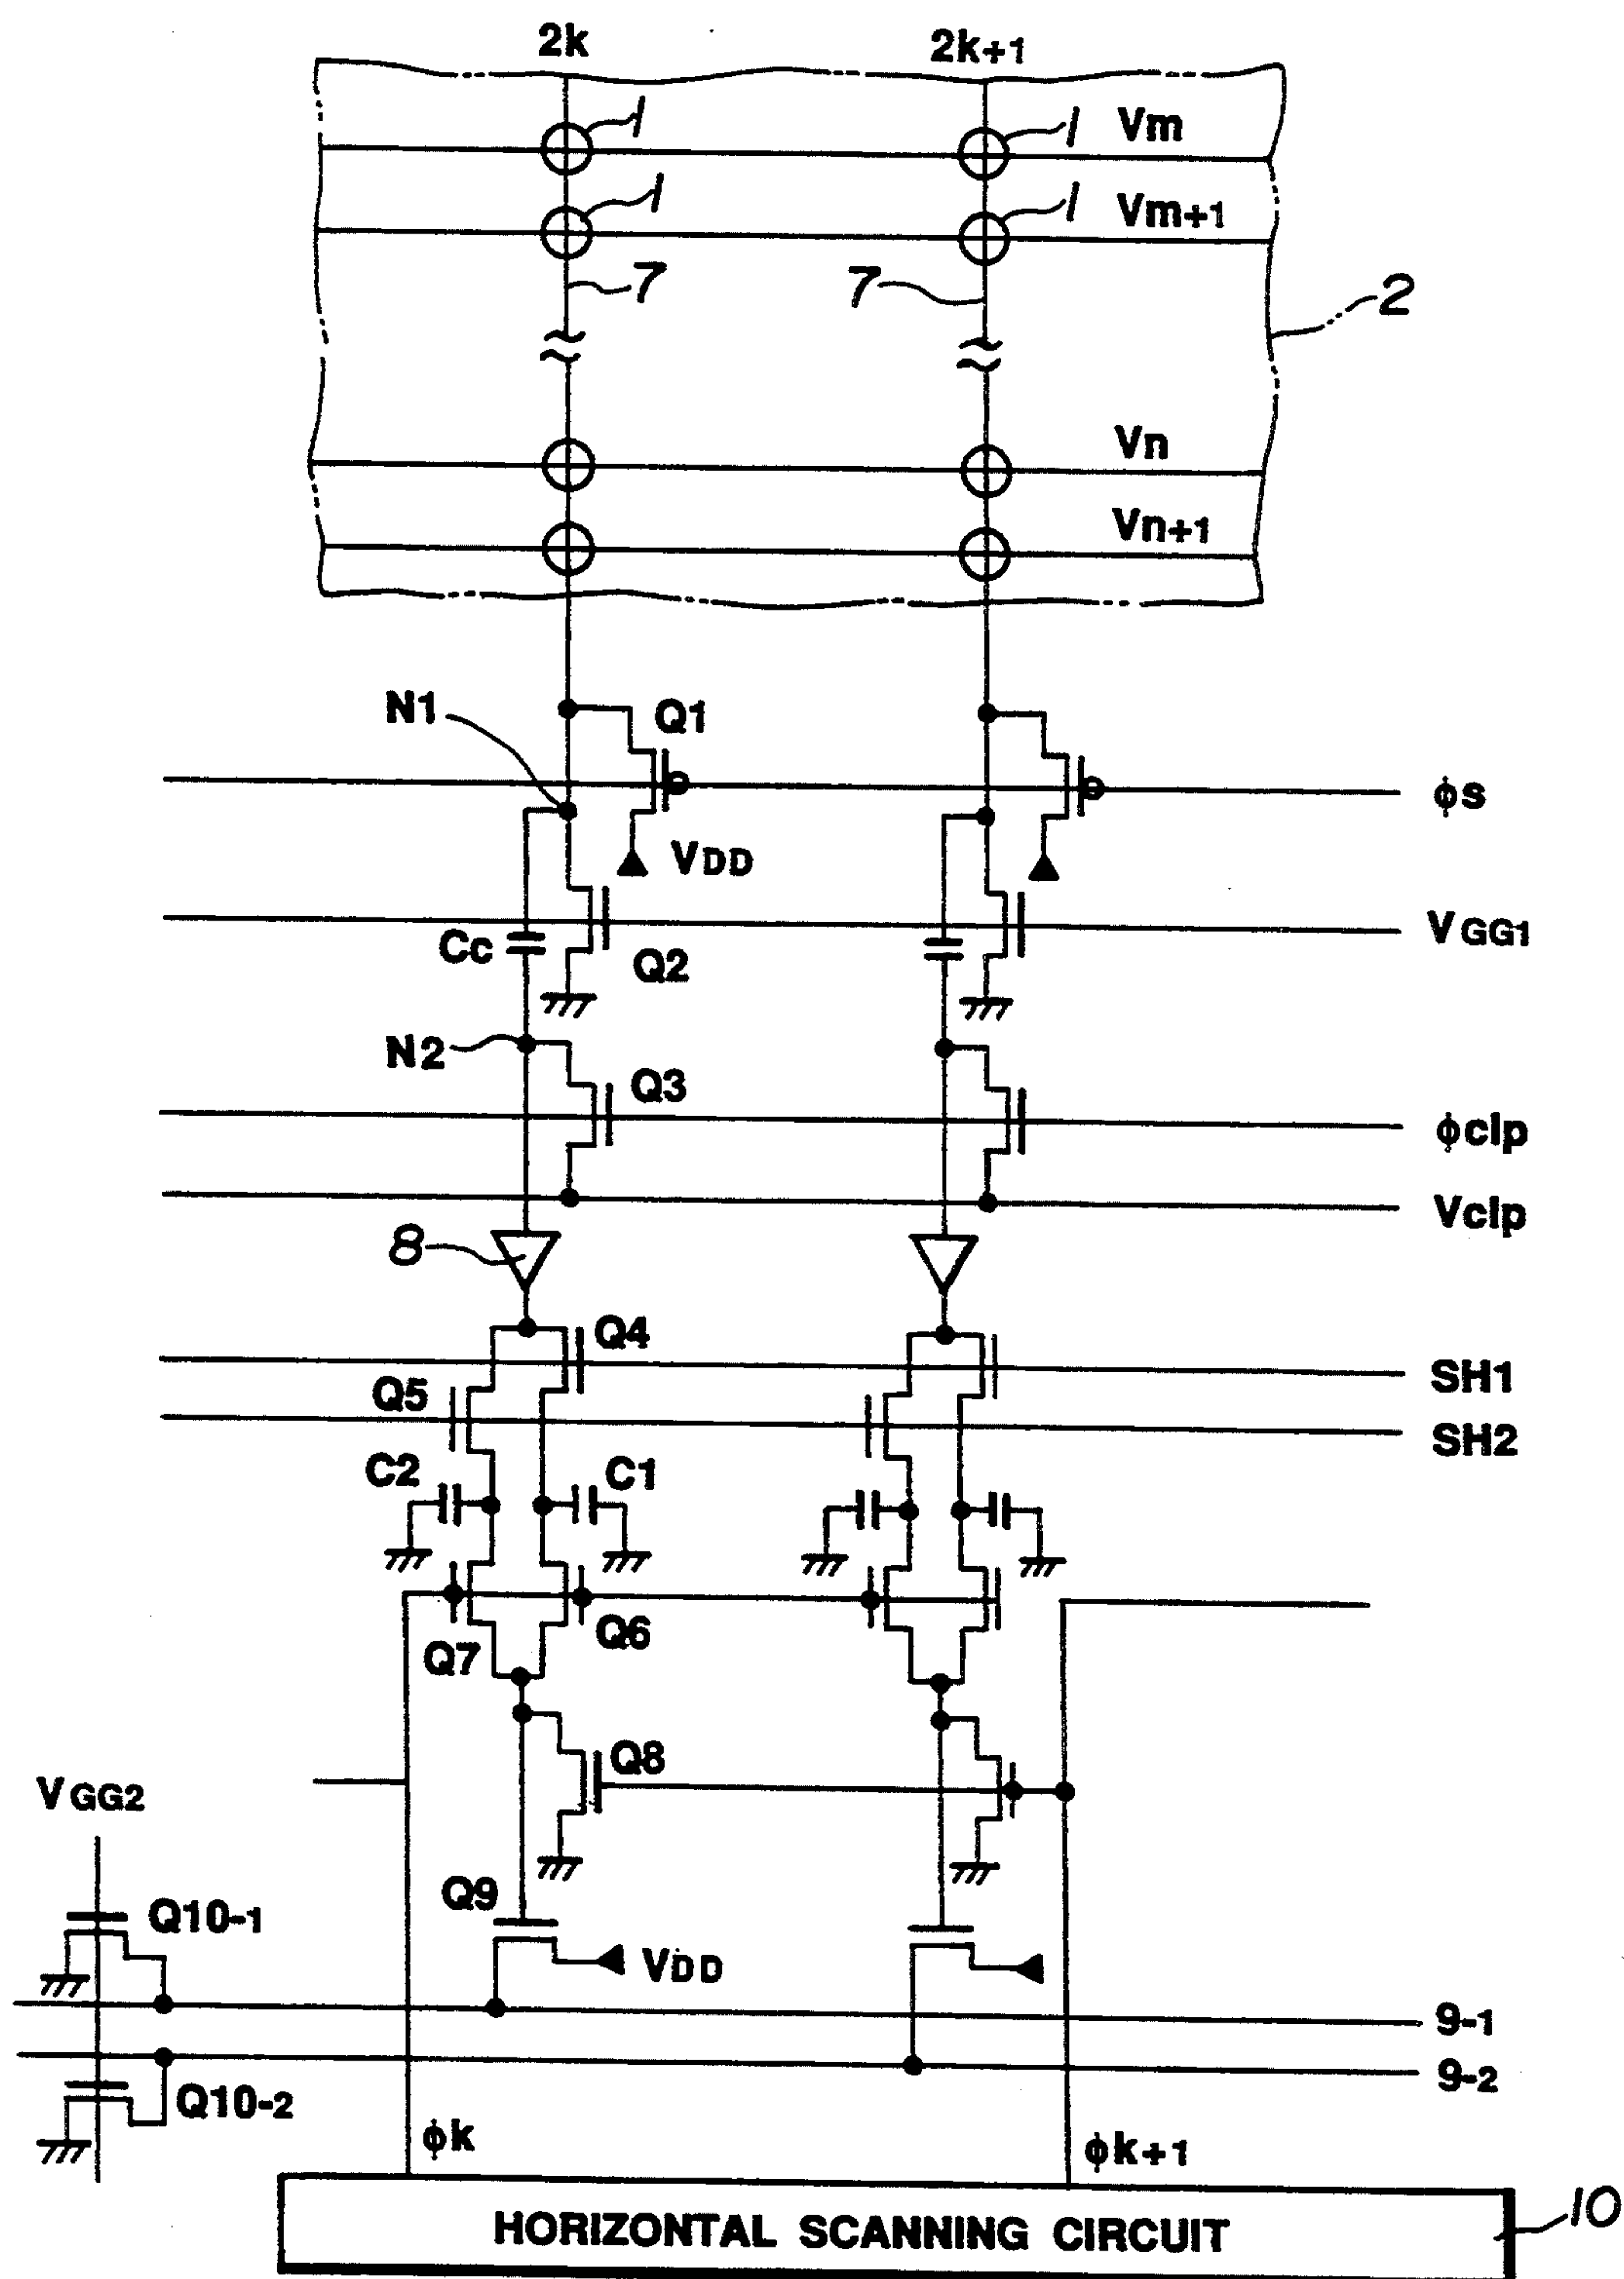 2k 2k+1
1 1 Vm
1 1 Vm+1
7 7 2
Vn
Vn+1
N1 Q1
φs
VDD
VGG1
Cc Q2
N2 Q3
φclp
Vclp
8
Q4
SH1
Q5
SH2
C2 C1
Q7 Q6
Q8
VGG2
Q9
Q10-1
VDD
9-1
9-2
Q10-2
φk φk+1
HORIZONTAL SCANNING CIRCUIT 10